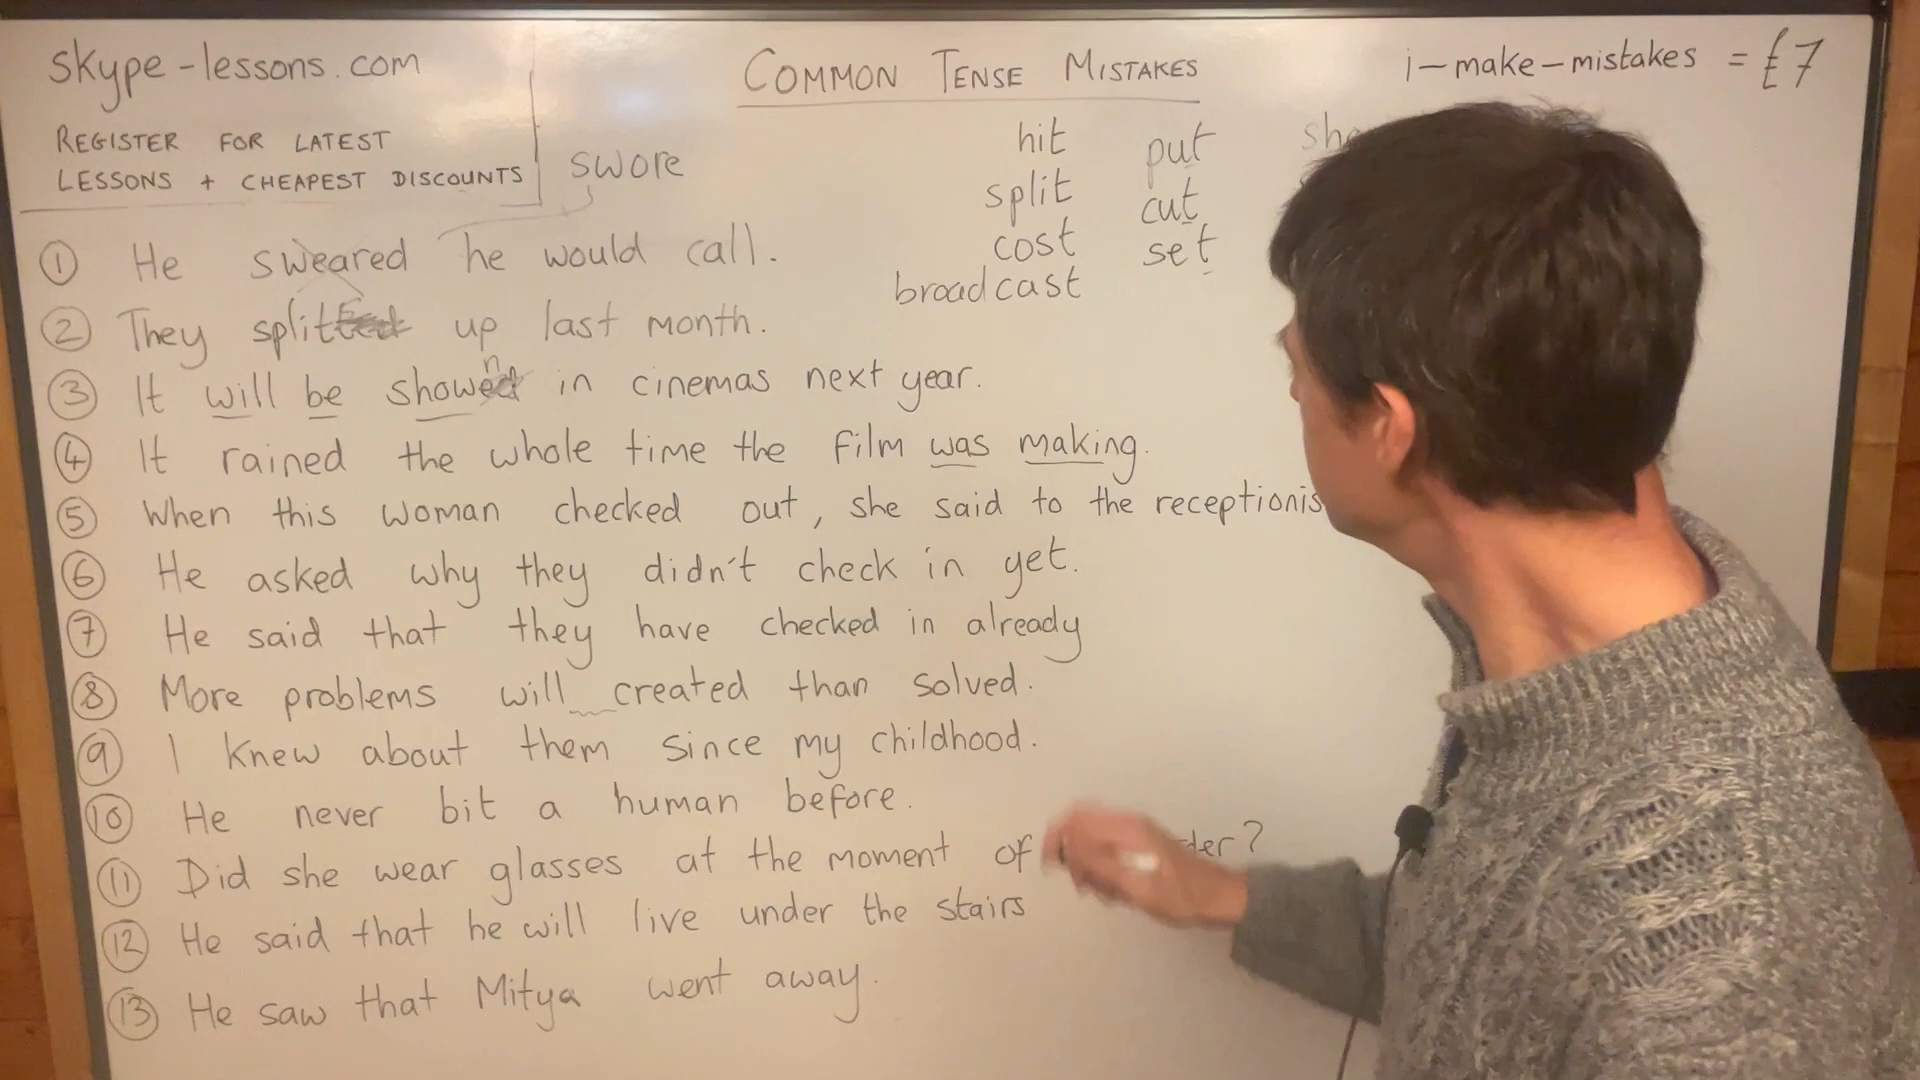 skype-lessons.com
REGISTER FOR LATEST
LESSONS + CHEAPEST DISCOUNTS
COMMON TENSE MISTAKES
i-make-mistakes = £7
hit put
split cut
cost set
broadcast
swore
1 He sweared he would call.
2 They split up last month.
3 It will be shown in cinemas next year.
4 It rained the whole time the film was making.
5 When this woman checked out, she said to the
6 He asked why they didn't check in yet.
7 He said that they have checked in already
8 More problems will created than solved.
9 I knew about them since my childhood.
10 He never bit a human before.
11 Did she wear glasses at the moment of
12 He said that he will live under the stairs
13 He saw that Mitya went away.